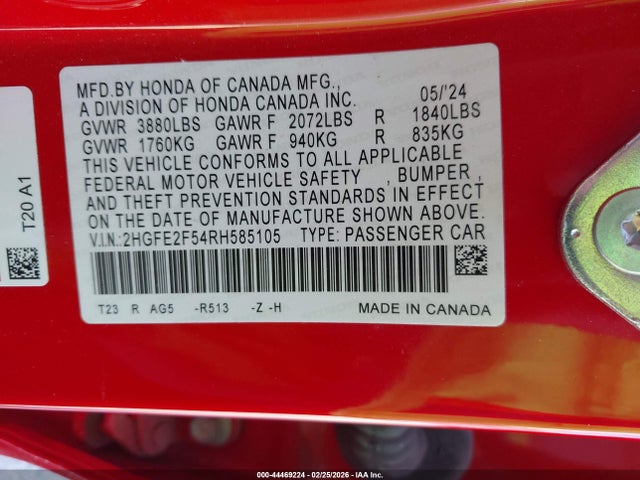 MFD.BY HONDA OF CANADA MFG.,
A DIVISION OF HONDA CANADA INC. 05/'24
GVWR 3880LBS GAWR F 2072LBS R 1840LBS
GVWR 1760KG GAWR F 940KG R 835KG
THIS VEHICLE CONFORMS TO ALL APPLICABLE
FEDERAL MOTOR VEHICLE SAFETY , BUMPER ,
AND THEFT PREVENTION STANDARDS IN EFFECT
ON THE DATE OF MANUFACTURE SHOWN ABOVE.
V.I.N.:2HGFE2F54RH585105 TYPE: PASSENGER CAR
T23 R AG5 -R513 -Z -H MADE IN CANADA
T20 A1
000-44469224 | 02/25/2026 | IAA Inc.